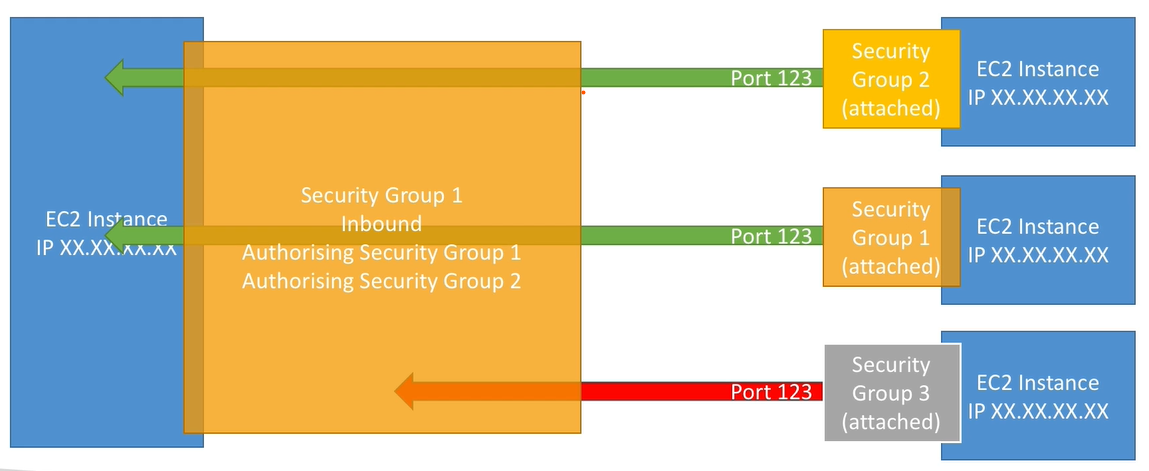 Port 123
Security
Group 2
(attached)
EC2 Instance
IP XX.XX.XX.XX
EC2 Instance
IP XX.XX.XX.XX
Security Group 1
Inbound
Authorising Security Group 1
Authorising Security Group 2
Port 123
Security
Group 1
(attached)
EC2 Instance
IP XX.XX.XX.XX
Port 123
Security
Group 3
(attached)
EC2 Instance
IP XX.XX.XX.XX